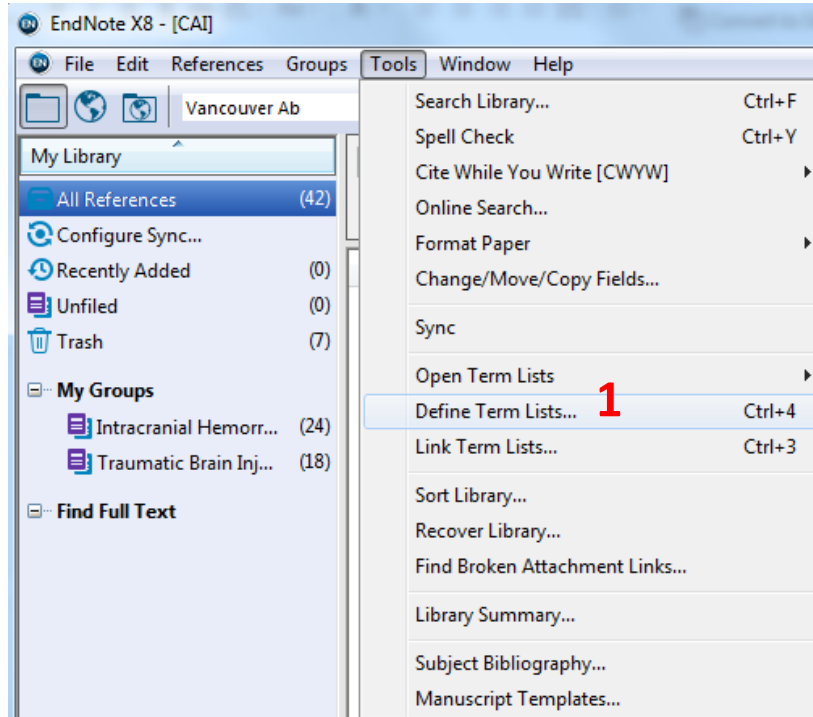 EndNote X8 - [CAI]
File Edit References Groups Tools Window Help
Vancouver Ab
My Library
All References (42)
Configure Sync...
Recently Added (0)
Unfiled (0)
Trash (7)
My Groups
Intracranial Hemorr... (24)
Traumatic Brain Inj... (18)
Find Full Text
Search Library... Ctrl+F
Spell Check Ctrl+Y
Cite While You Write [CWYW]
Online Search...
Format Paper
Change/Move/Copy Fields...
Sync
Open Term Lists
1
Define Term Lists... Ctrl+4
Link Term Lists... Ctrl+3
Sort Library...
Recover Library...
Find Broken Attachment Links...
Library Summary...
Subject Bibliography...
Manuscript Templates...